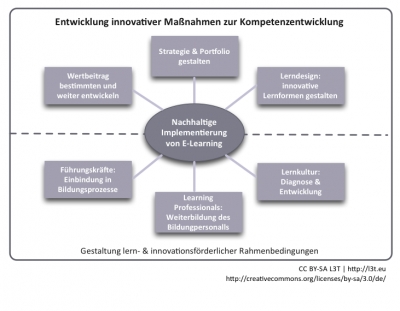 Entwicklung innovativer Maßnahmen zur Kompetenzentwicklung
Strategie & Portfolio
gestalten
Wertbeitrag
bestimmten und
weiter entwickeln
Lerndesign:
innovative
Lernformen gestalten
Nachhaltige
Implementierung
von E-Learning
Führungskräfte:
Einbindung in
Bildungsprozesse
Learning
Professionals:
Weiterbildung des
Bildungpersonalls
Lernkultur:
Diagnose &
Entwicklung
Gestaltung lern- & innovationsförderlicher Rahmenbedingungen
CC BY-SA L3T | http://l3t.eu
http://creativecommons.org/licenses/by-sa/3.0/de/